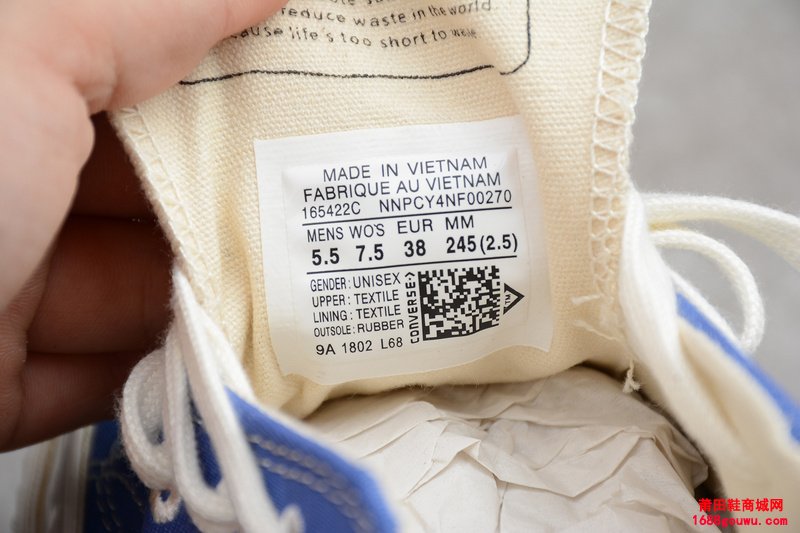 reduce waste in the world.
life's too short to
MADE IN VIETNAM
FABRIQUE AU VIETNAM
165422C NNPCY4NF00270
MENS WO'S EUR MM
5.5 7.5 38 245(2.5)
GENDER: UNISEX
UPPER: TEXTILE
LINING: TEXTILE
OUTSOLE: RUBBER
CONVERSE
TM
9A 1802 L68
莆田鞋商城网
1688youwu.com